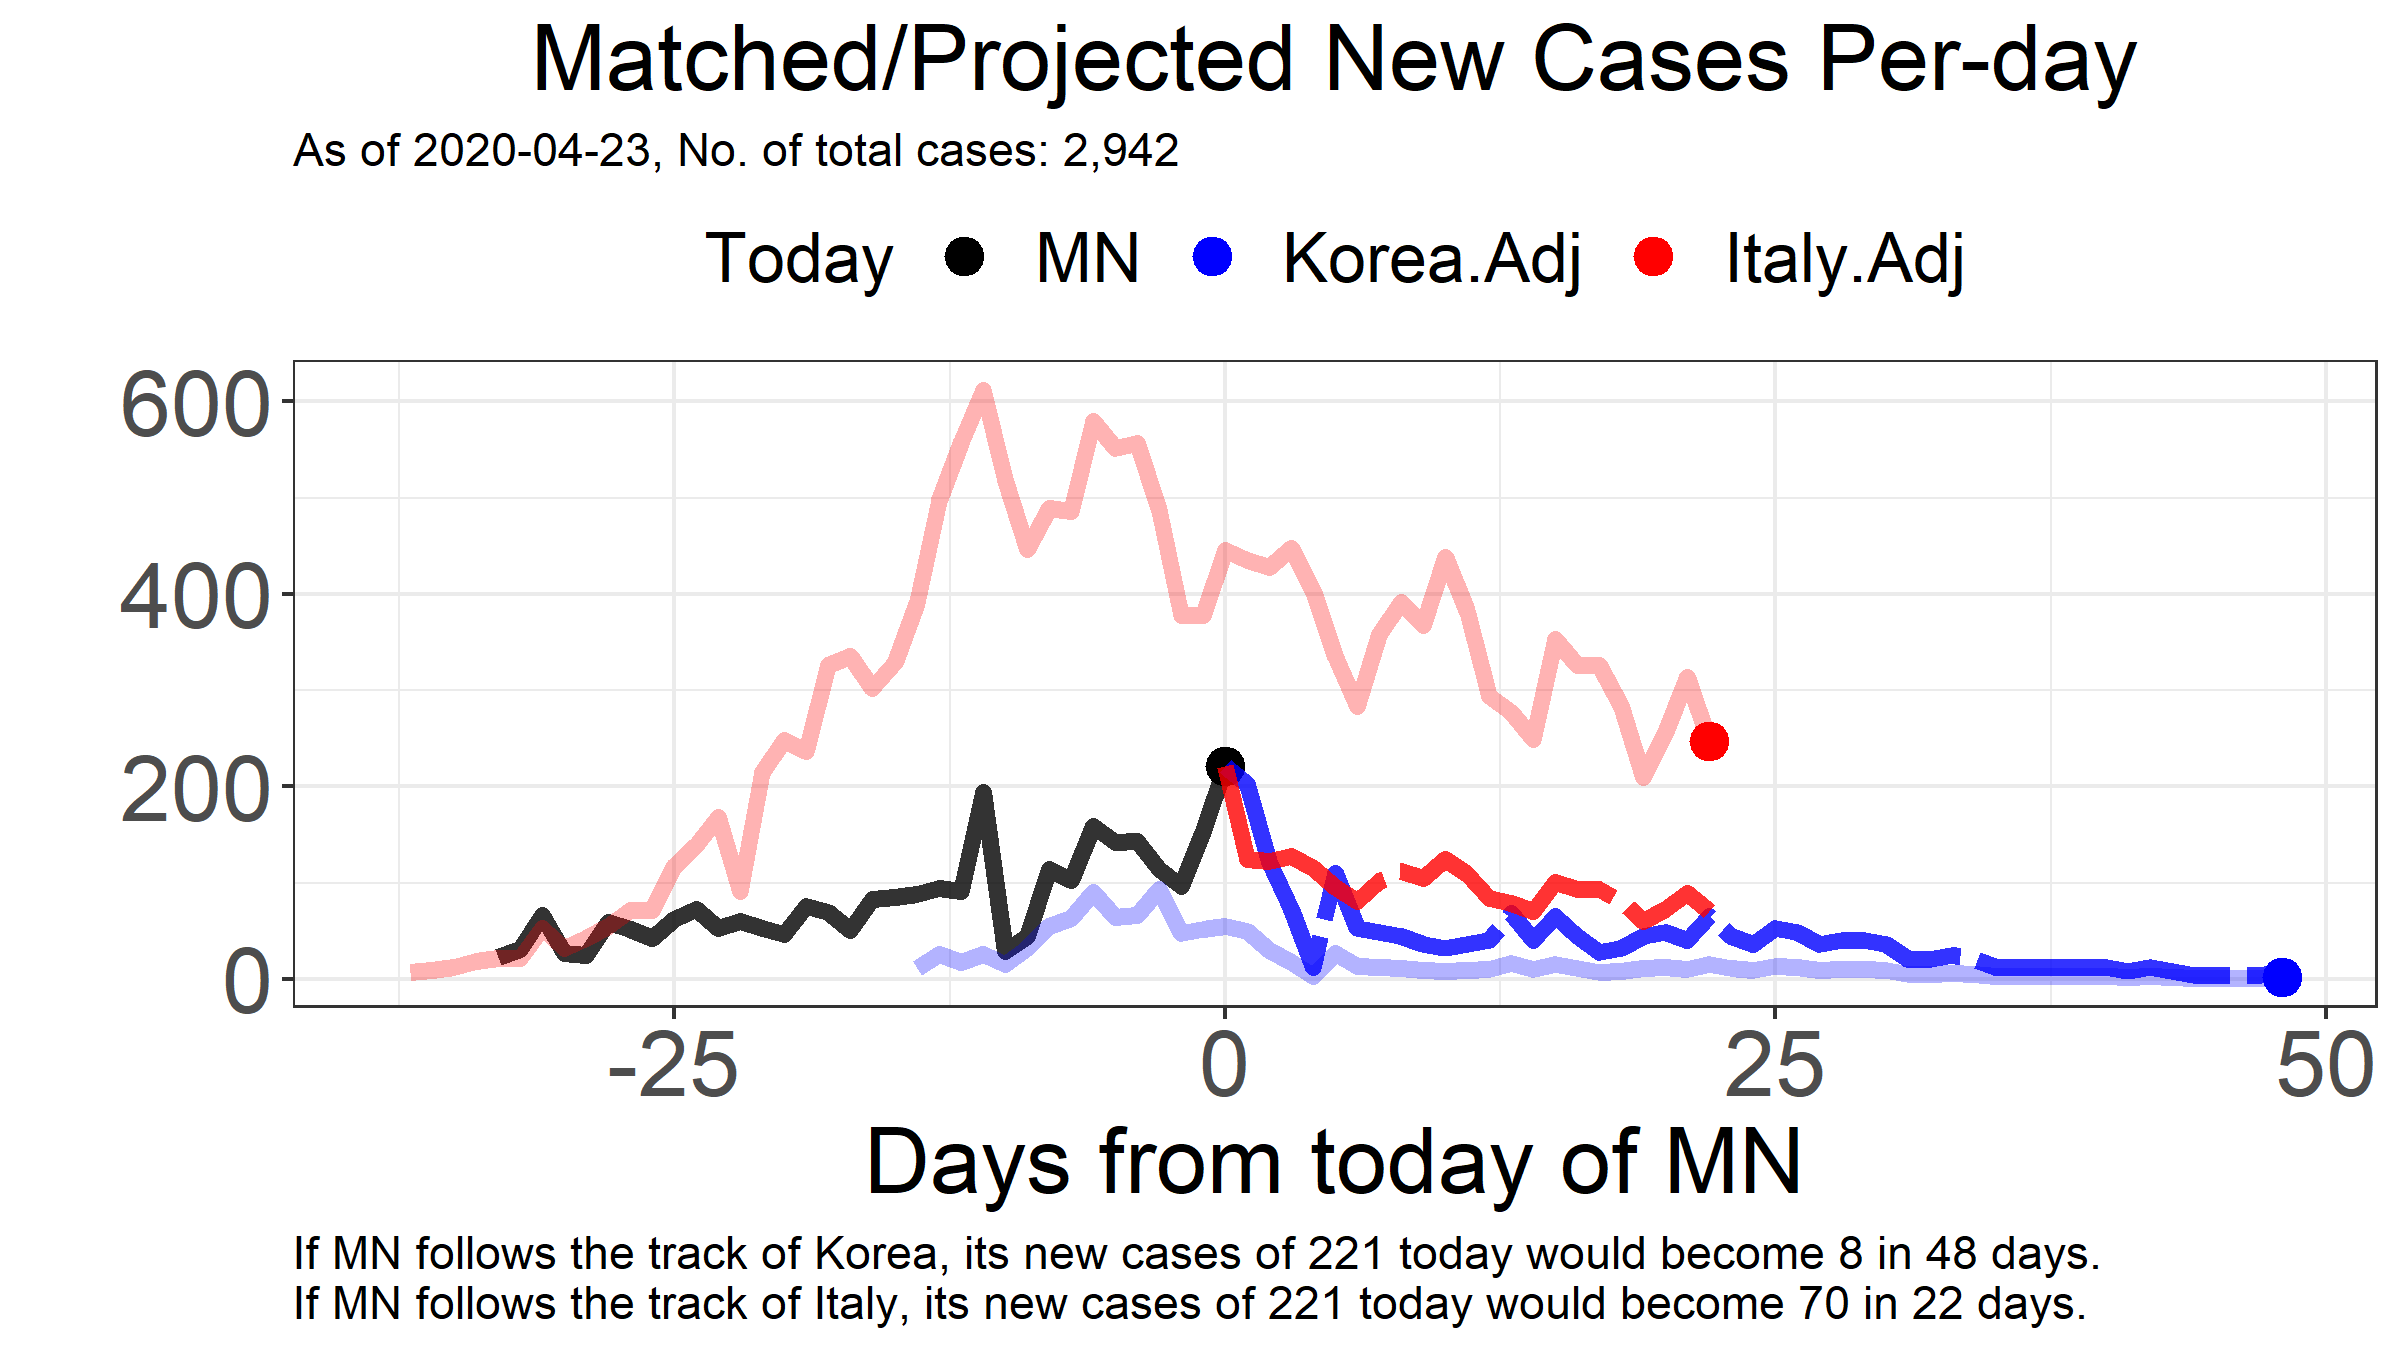 Matched/Projected New Cases Per-day
As of 2020-04-23, No. of total cases: 2,942
Today MN Korea.Adj Italy.Adj
600
400
200
0
-25 0 25 50
Days from today of MN
If MN follows the track of Korea, its new cases of 221 today would become 8 in 48 days.
If MN follows the track of Italy, its new cases of 221 today would become 70 in 22 days.